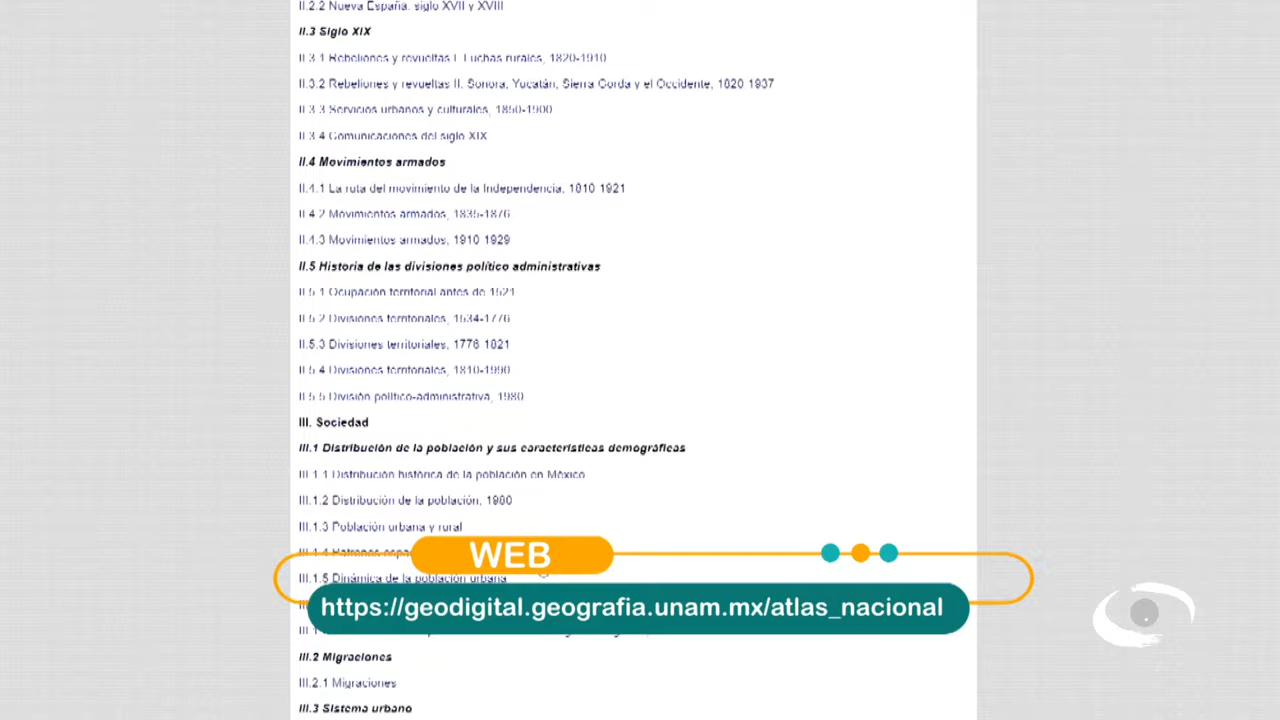 II.2.2 Nueva España. siglo XVII y XVIII
II.3 Siglo XIX
II.3.1 Rebeliones y revueltas I. Luchas rurales, 1820-1910
II.3.2 Rebeliones y revueltas II. Sonora, Yucatán, Sierra Gorda y el Occidente, 1820 1937
II.3.3 Servicios urbanos y culturales, 1850-1900
II.3.4 Comunicaciones del siglo XIX
II.4 Movimientos armados
II.4.1 La ruta del movimiento de la Independencia, 1810 1921
II.4.2 Movimientos armados, 1835-1876
II.4.3 Movimientos armados, 1910 1929
II.5 Historia de las divisiones político administrativas
II.5.1 Ocupación territorial antes de 1521
II.5.2 Divisiones territoriales, 1534-1776
II.5.3 Divisiones territoriales, 1776 1821
II.5.4 Divisiones territoriales, 1810-1990
II.5.5 División político-administrativa, 1980
III. Sociedad
III.1 Distribución de la población y sus características demográficas
III.1.1 Distribución histórica de la población en México
III.1.2 Distribución de la población, 1980
III.1.3 Población urbana y rural
III.1.4 Patrones
WEB
III.1.5 Dinámica de la población urbana
https://geodigital.geografia.unam.mx/atlas_nacional
III.2 Migraciones
III.2.1 Migraciones
III.3 Sistema urbano